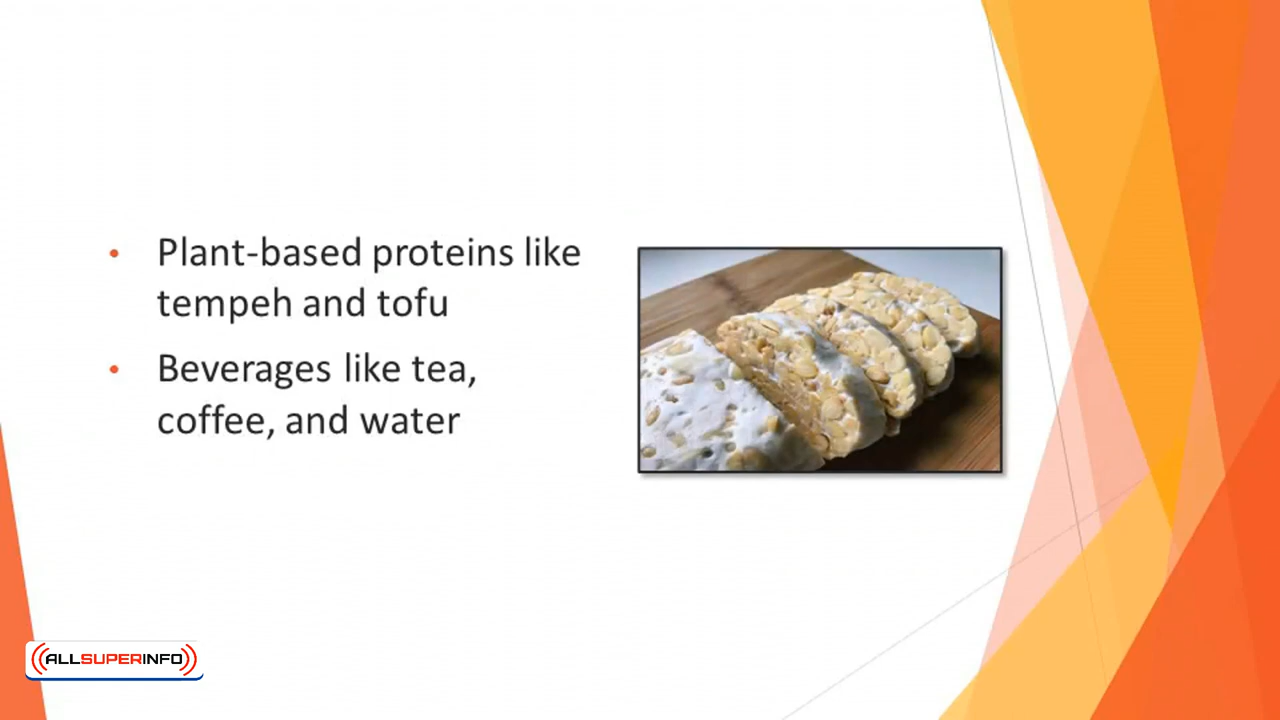 • Plant-based proteins like
tempeh and tofu
• Beverages like tea,
coffee, and water
ALLSUPERINFO